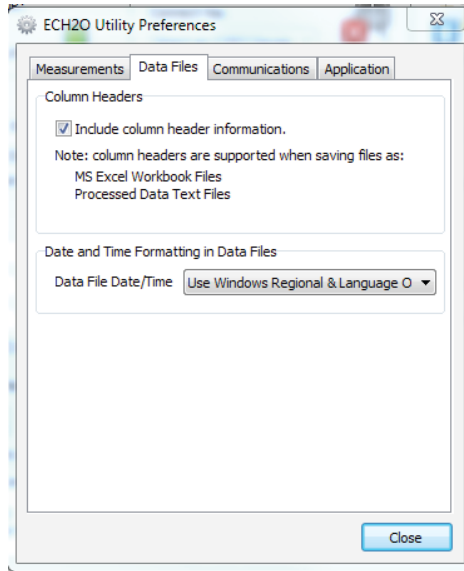 ECH2O Utility Preferences
Measurements Data Files Communications Application
Column Headers
Include column header information.
Note: column headers are supported when saving files as:
MS Excel Workbook Files
Processed Data Text Files
Date and Time Formatting in Data Files
Data File Date/Time Use Windows Regional & Language O
Close